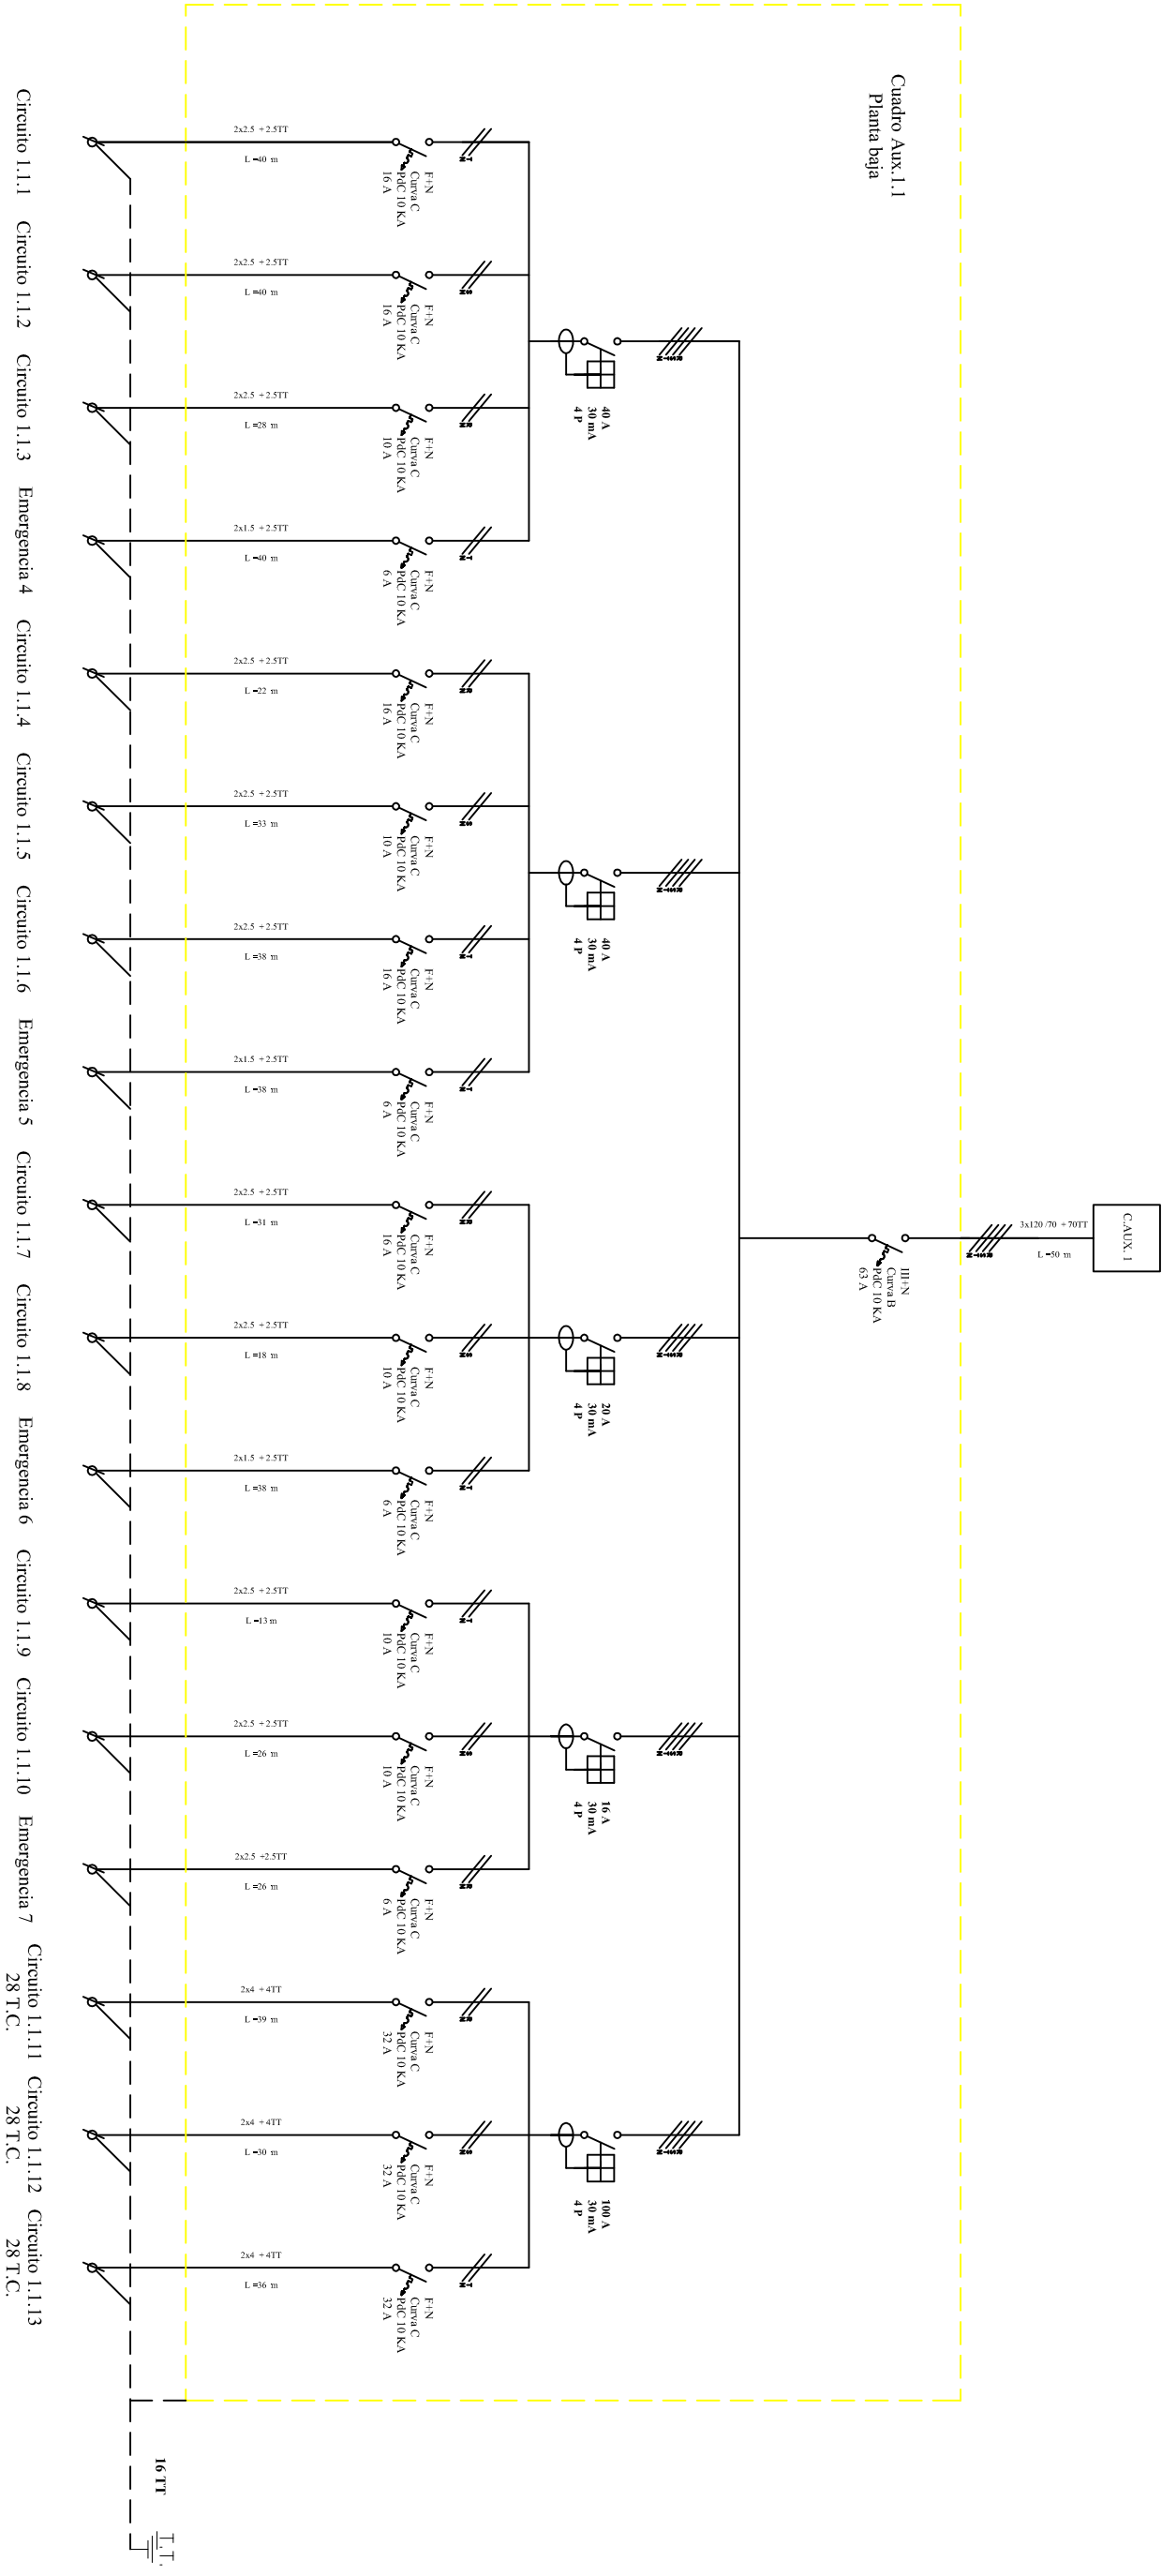 C.AUX. 1
3x120 /70 +70TT
L =50 m
III+N
Curva B
PdC 10 KA
63 A
Cuadro Aux.1.1
Planta baja
40 A
30 mA
4 P
40 A
30 mA
4 P
20 A
30 mA
4 P
16 A
30 mA
4 P
100 A
30 mA
4 P
F+N
Curva C
PdC 10 KA
16 A
2x2.5 +2.5TT
L =40 m
Circuito 1.1.1
F+N
Curva C
PdC 10 KA
16 A
2x2.5 +2.5TT
L =40 m
Circuito 1.1.2
F+N
Curva C
PdC 10 KA
10 A
2x2.5 +2.5TT
L =28 m
Circuito 1.1.3
F+N
Curva C
PdC 10 KA
6 A
2x1.5 +2.5TT
L =40 m
Emergencia 4
F+N
Curva C
PdC 10 KA
16 A
2x2.5 +2.5TT
L =22 m
Circuito 1.1.4
F+N
Curva C
PdC 10 KA
10 A
2x2.5 +2.5TT
L =33 m
Circuito 1.1.5
F+N
Curva C
PdC 10 KA
16 A
2x2.5 +2.5TT
L =38 m
Circuito 1.1.6
F+N
Curva C
PdC 10 KA
6 A
2x1.5 +2.5TT
L =38 m
Emergencia 5
F+N
Curva C
PdC 10 KA
16 A
2x2.5 +2.5TT
L =31 m
Circuito 1.1.7
F+N
Curva C
PdC 10 KA
10 A
2x2.5 +2.5TT
L =18 m
Circuito 1.1.8
F+N
Curva C
PdC 10 KA
6 A
2x1.5 +2.5TT
L =38 m
Emergencia 6
F+N
Curva C
PdC 10 KA
10 A
2x2.5 +2.5TT
L =13 m
Circuito 1.1.9
F+N
Curva C
PdC 10 KA
10 A
2x2.5 +2.5TT
L =26 m
Circuito 1.1.10
F+N
Curva C
PdC 10 KA
6 A
2x2.5 +2.5TT
L =26 m
Emergencia 7
F+N
Curva C
PdC 10 KA
32 A
2x4 +4TT
L =39 m
Circuito 1.1.11
28 T.C.
F+N
Curva C
PdC 10 KA
32 A
2x4 +4TT
L =30 m
Circuito 1.1.12
28 T.C.
F+N
Curva C
PdC 10 KA
32 A
2x4 +4TT
L =36 m
Circuito 1.1.13
28 T.C.
16 TT
T.T.